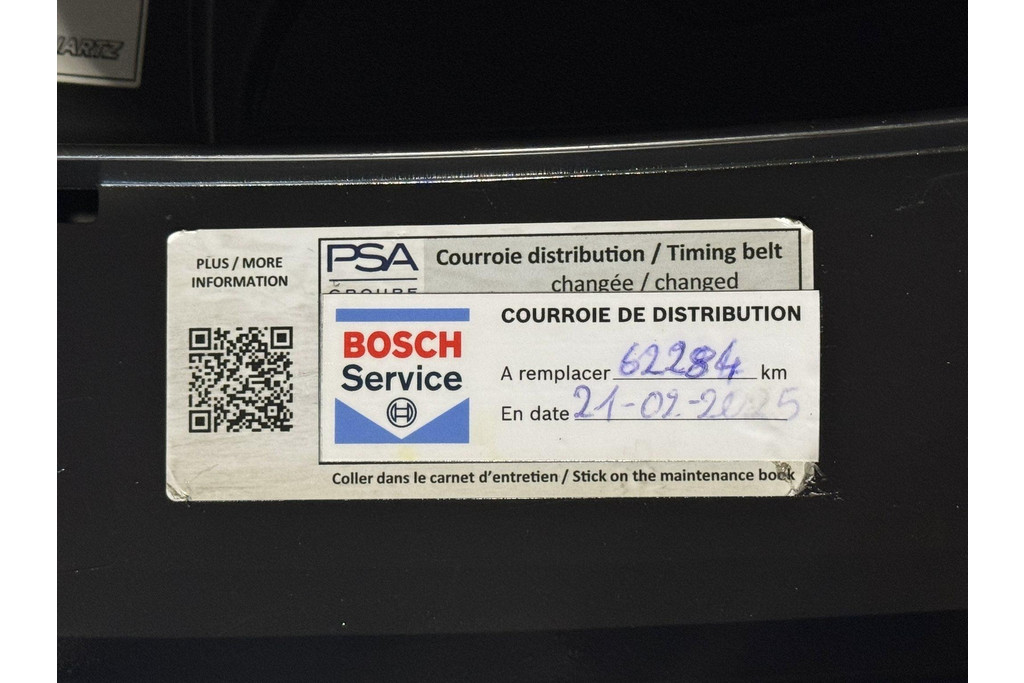 PLUS / MORE
INFORMATION
PSA
GROUPE
Courroie distribution / Timing belt
changée / changed
BOSCH
Service
COURROIE DE DISTRIBUTION
A remplacer 62284 km
En date 21-02-2025
Coller dans le carnet d'entretien / Stick on the maintenance book